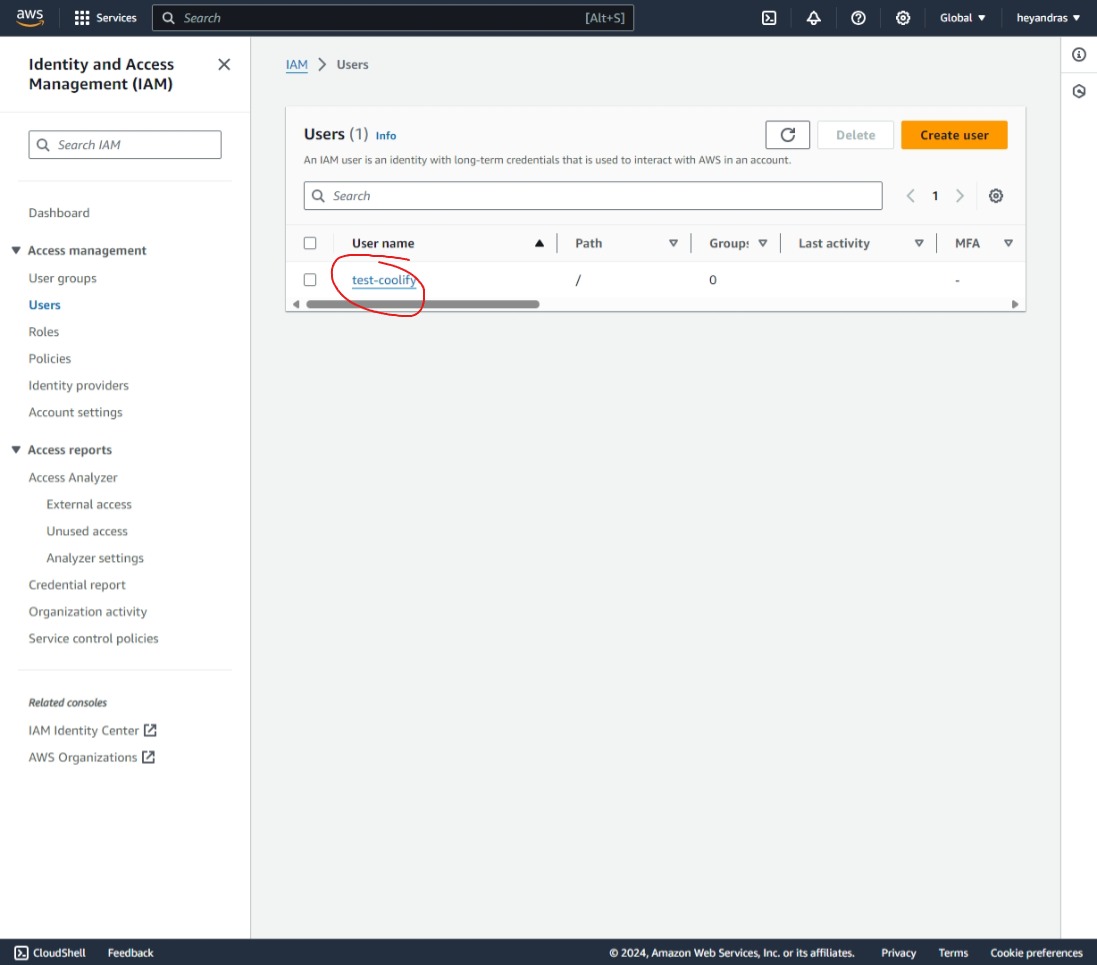 aws
Services
Search
[Alt+S]
Global
heyandras
Identity and Access
Management (IAM)
Search IAM
Dashboard
Access management
User groups
Users
Roles
Policies
Identity providers
Account settings
Access reports
Access Analyzer
External access
Unused access
Analyzer settings
Credential report
Organization activity
Service control policies
Related consoles
IAM Identity Center
AWS Organizations
IAM > Users
Users (1) Info
Delete
Create user
An IAM user is an identity with long-term credentials that is used to interact with AWS in an account.
Search
1
User name Path Groups Last activity MFA
test-coolify / 0 -
CloudShell Feedback © 2024, Amazon Web Services, Inc. or its affiliates. Privacy Terms Cookie preferences